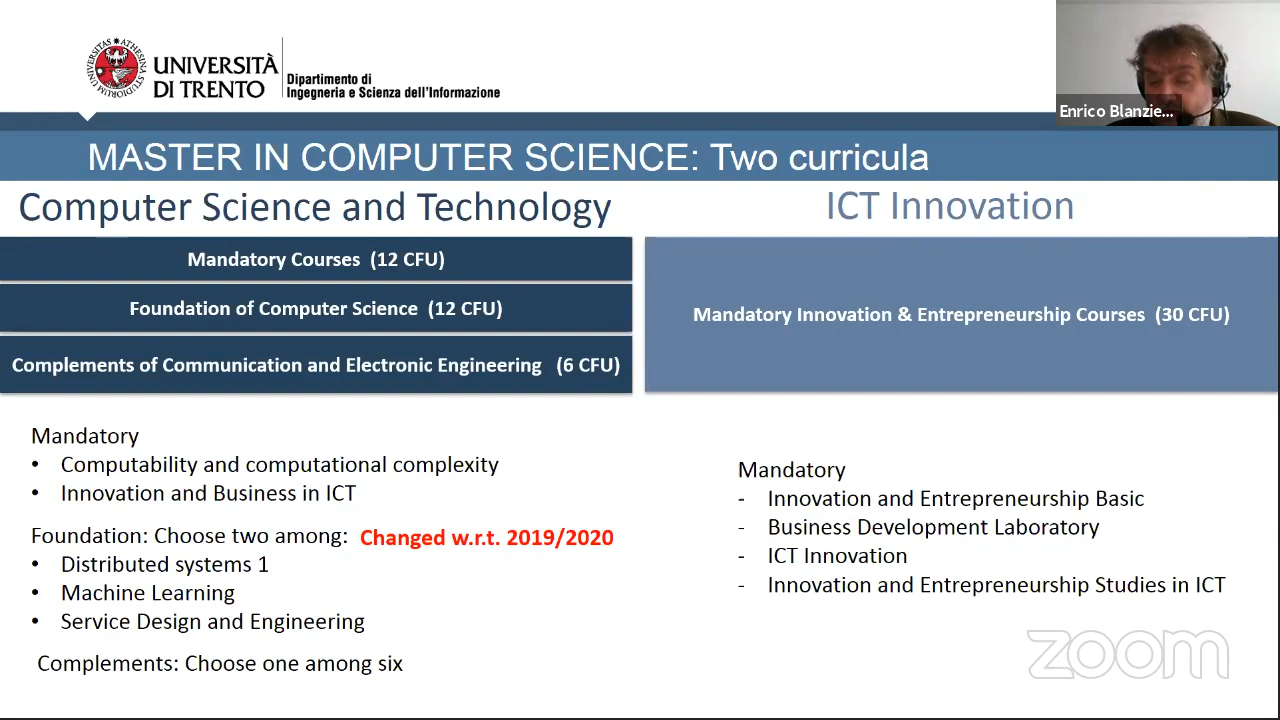 UNIVERSITÀ
DI TRENTO
Dipartimento di
Ingegneria e Scienza dell'Informazione
Enrico Blanzie...
MASTER IN COMPUTER SCIENCE: Two curricula
Computer Science and Technology
Mandatory Courses (12 CFU)
Foundation of Computer Science (12 CFU)
Complements of Communication and Electronic Engineering (6 CFU)
Mandatory
• Computability and computational complexity
• Innovation and Business in ICT
Foundation: Choose two among: Changed w.r.t. 2019/2020
• Distributed systems 1
• Machine Learning
• Service Design and Engineering
Complements: Choose one among six
ICT Innovation
Mandatory Innovation & Entrepreneurship Courses (30 CFU)
Mandatory
- Innovation and Entrepreneurship Basic
- Business Development Laboratory
- ICT Innovation
- Innovation and Entrepreneurship Studies in ICT
zoom